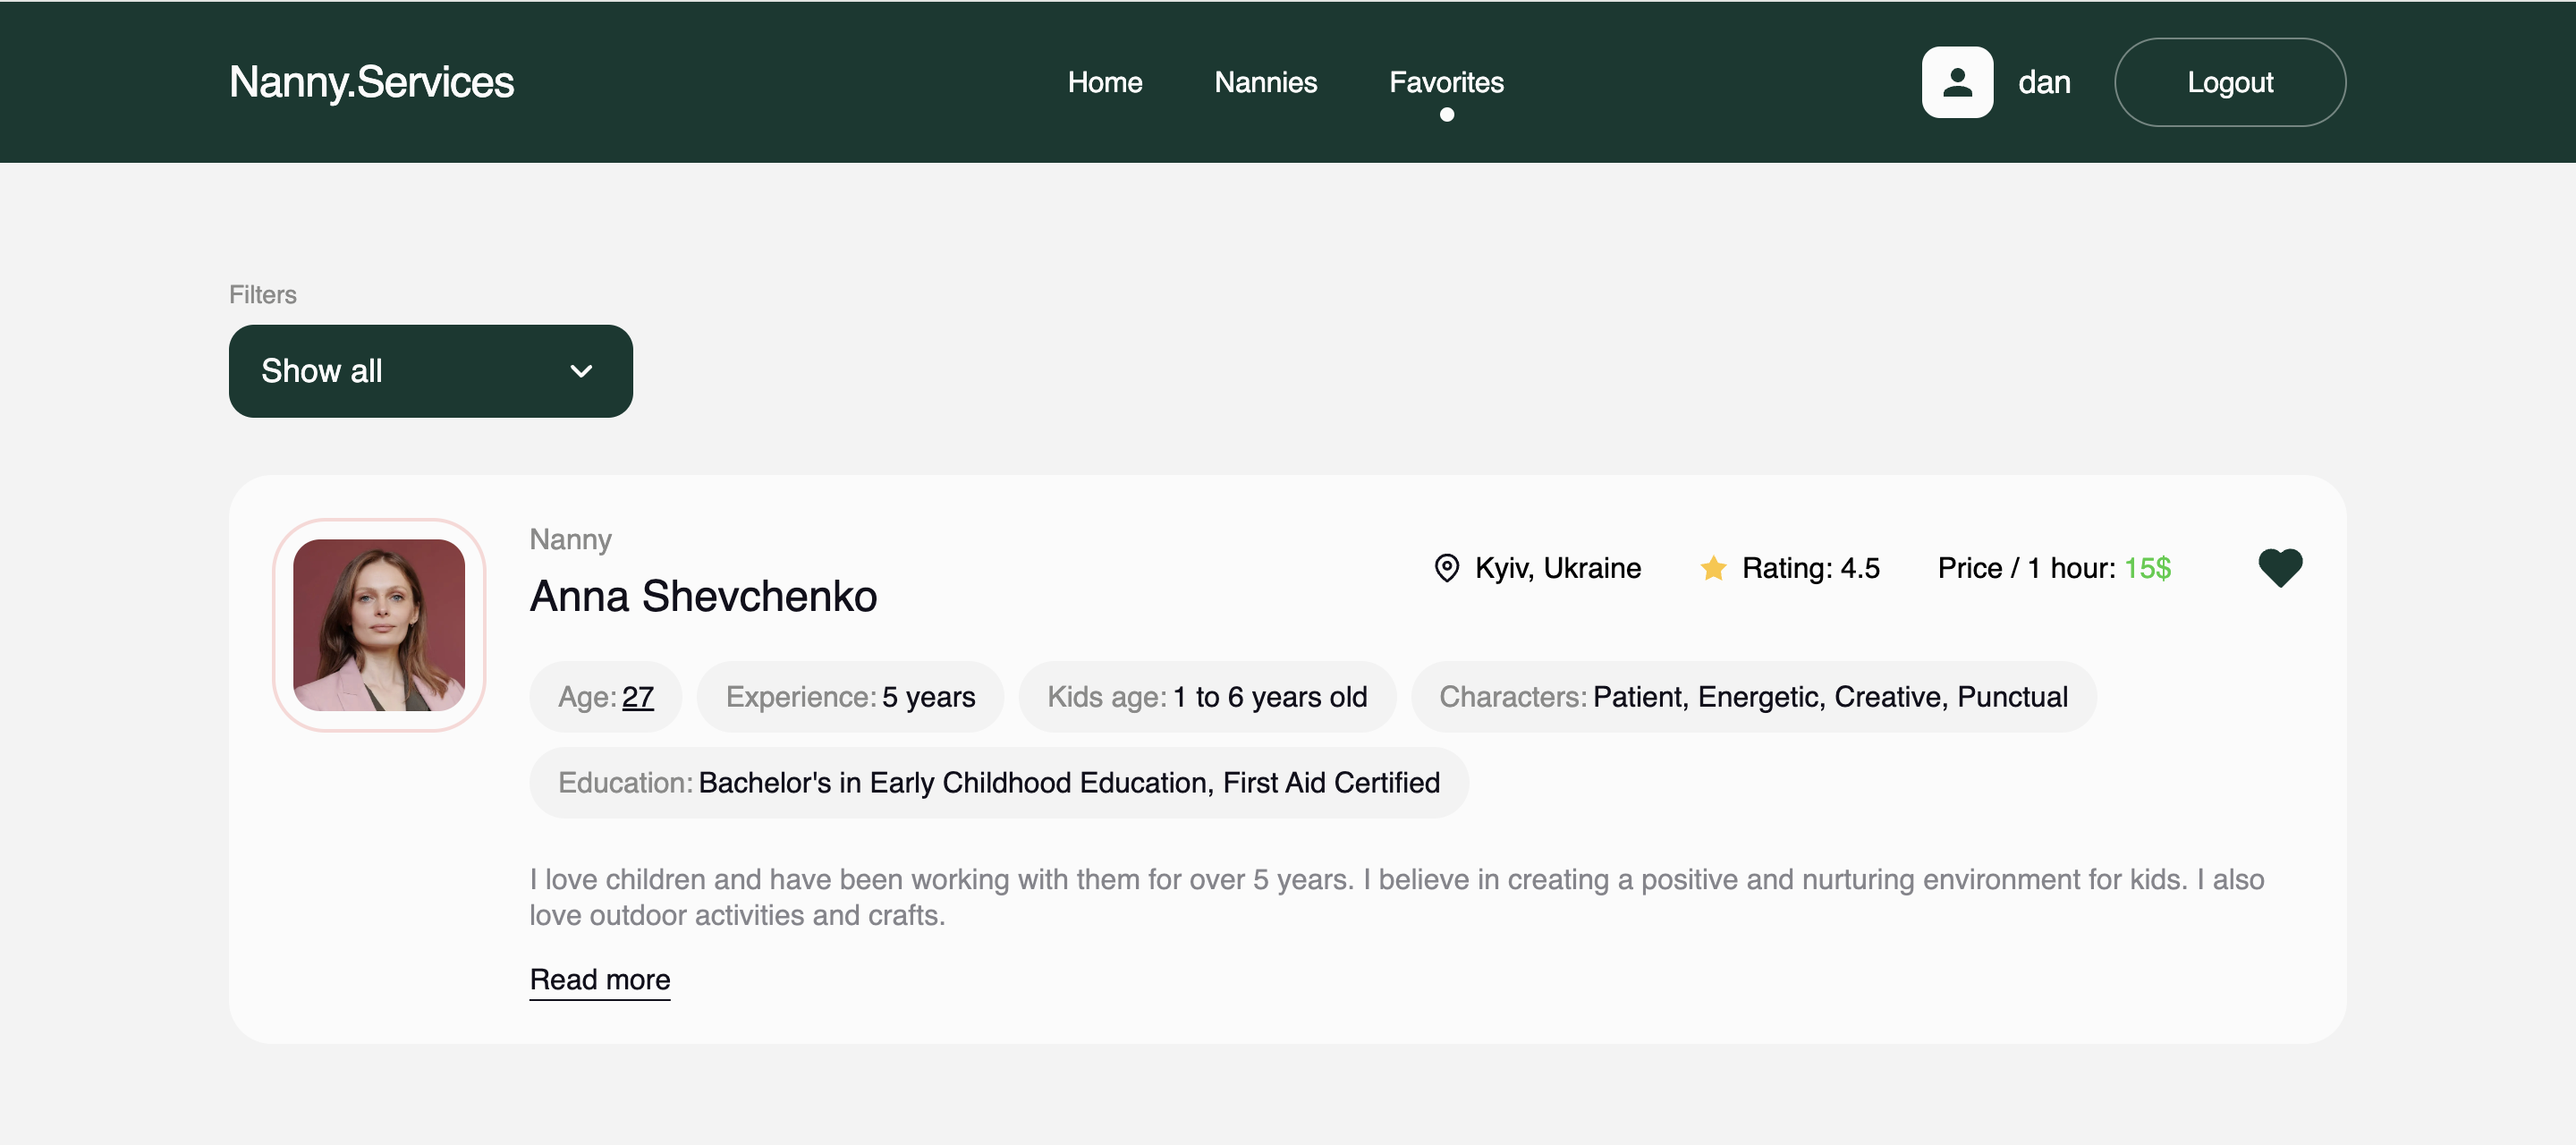 Nanny.Services Home Nannies Favorites dan Logout
Filters
Show all
Nanny
Anna Shevchenko
Kyiv, Ukraine Rating: 4.5 Price / 1 hour: 15$
Age: 27 Experience: 5 years Kids age: 1 to 6 years old Characters: Patient, Energetic, Creative, Punctual
Education: Bachelor's in Early Childhood Education, First Aid Certified
I love children and have been working with them for over 5 years. I believe in creating a positive and nurturing environment for kids. I also
love outdoor activities and crafts.
Read more